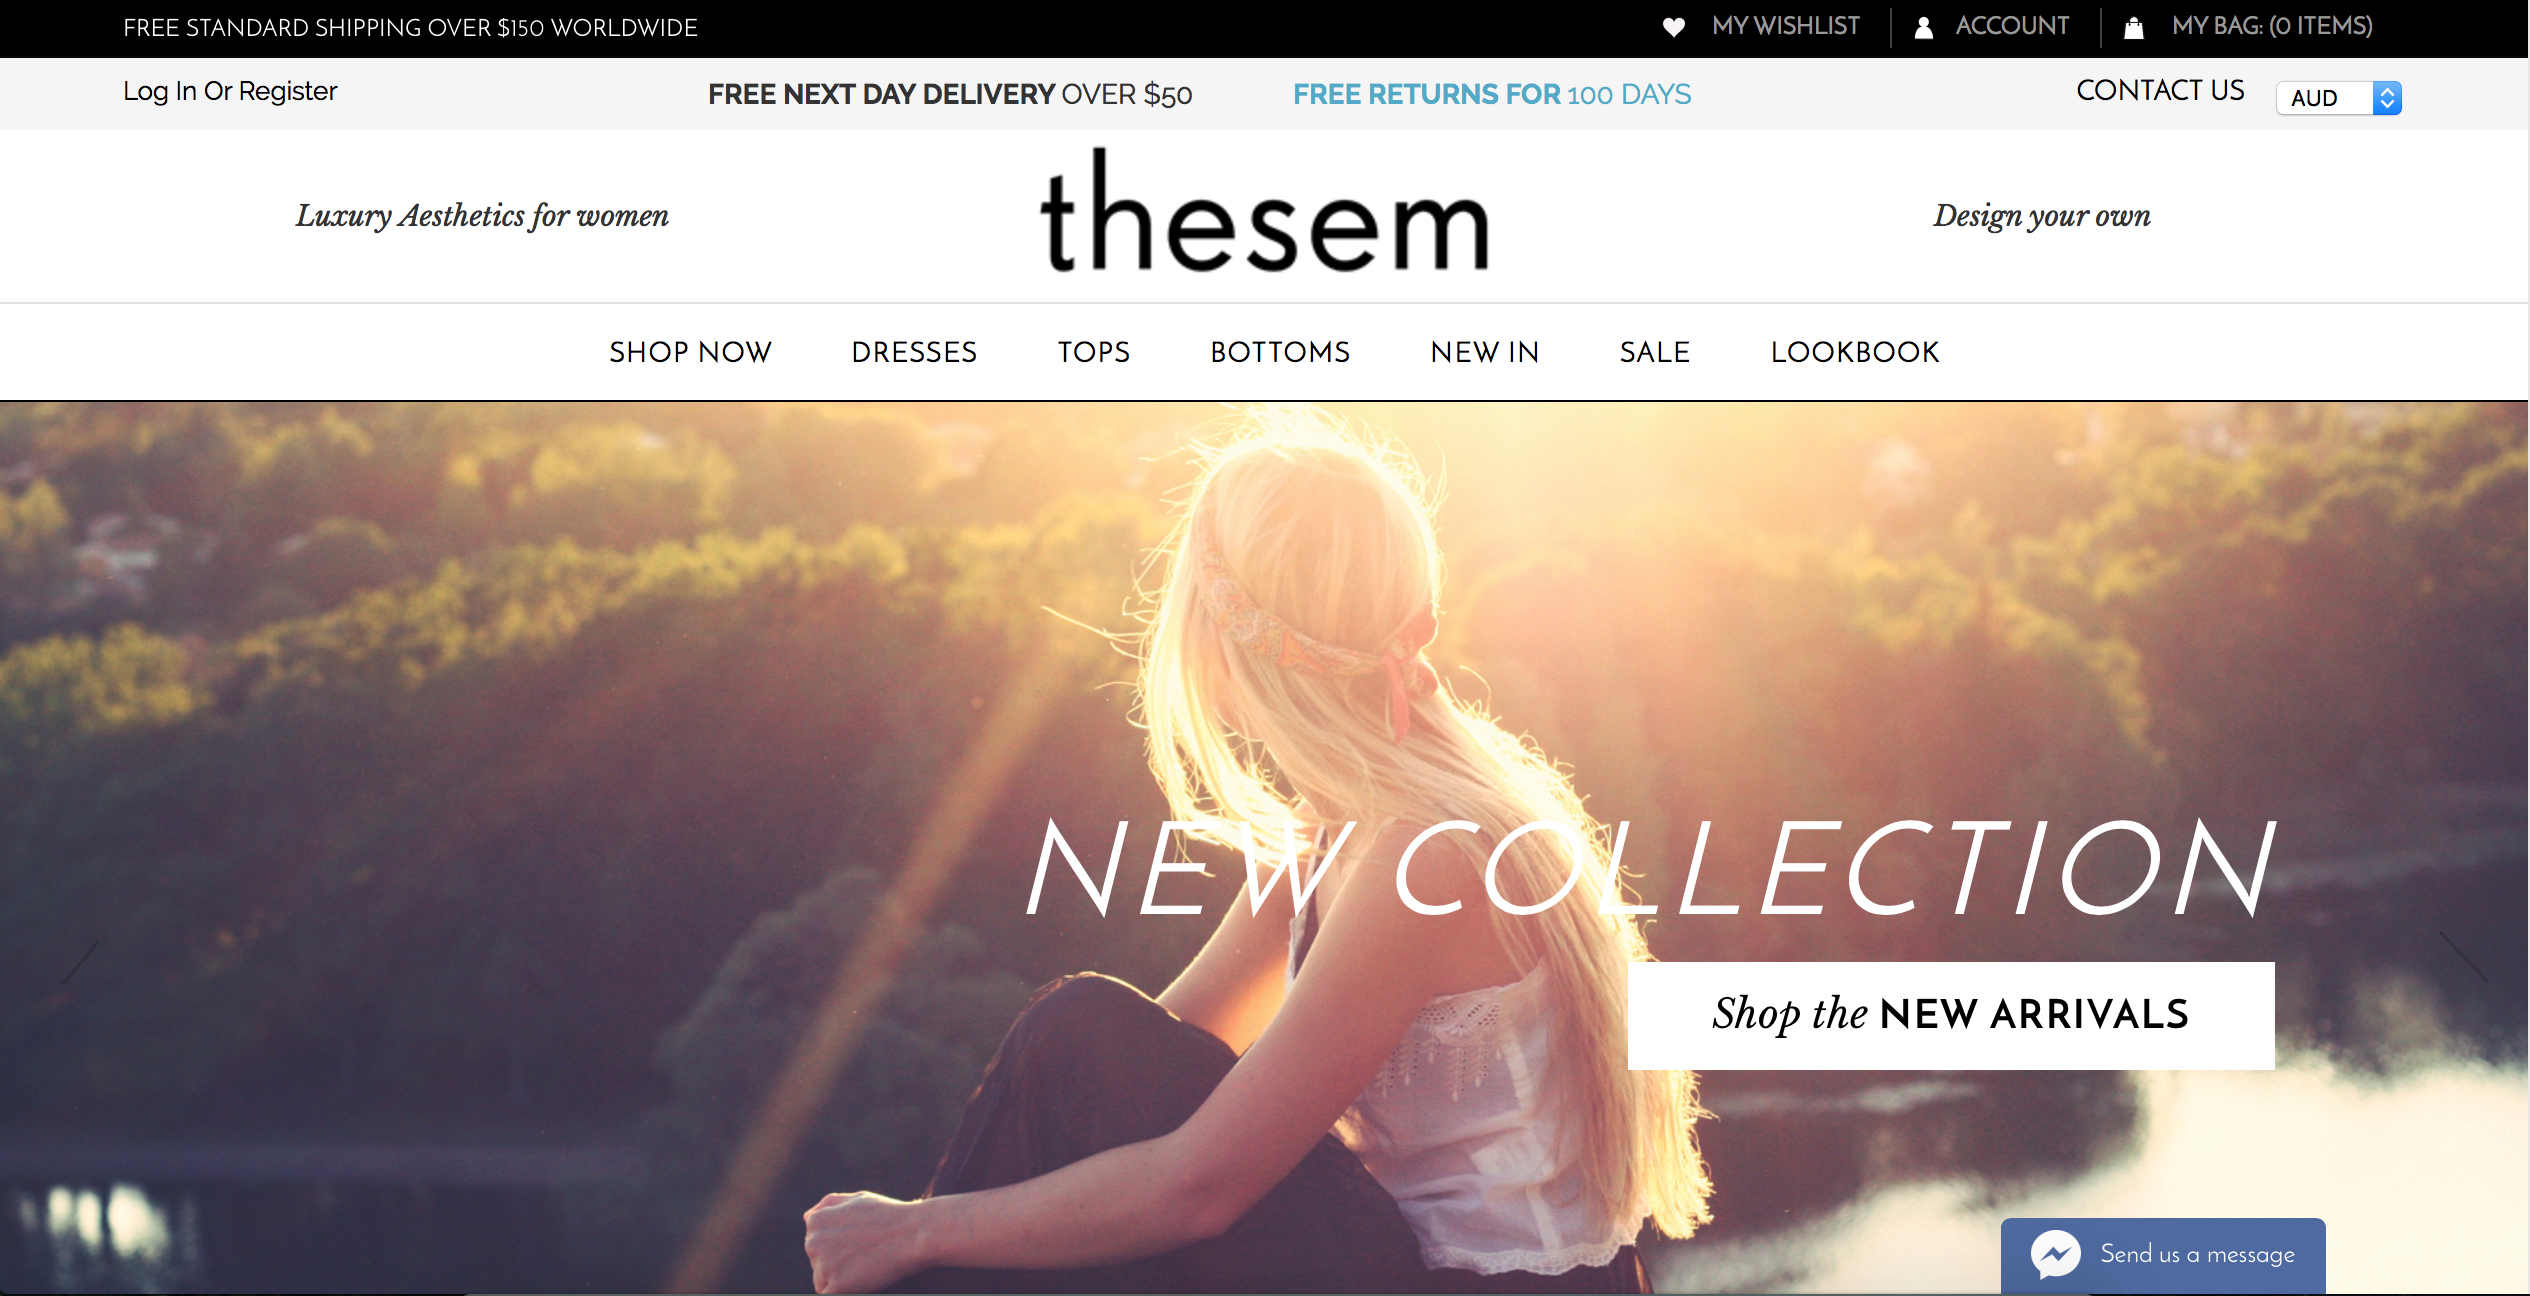 FREE STANDARD SHIPPING OVER $150 WORLDWIDE
MY WISHLIST
ACCOUNT
MY BAG: (0 ITEMS)
Log In Or Register
FREE NEXT DAY DELIVERY OVER $50
FREE RETURNS FOR 100 DAYS
CONTACT US
AUD
Luxury Aesthetics for women
thesem
Design your own
SHOP NOW
DRESSES
TOPS
BOTTOMS
NEW IN
SALE
LOOKBOOK
NEW COLLECTION
Shop the NEW ARRIVALS
Send us a message